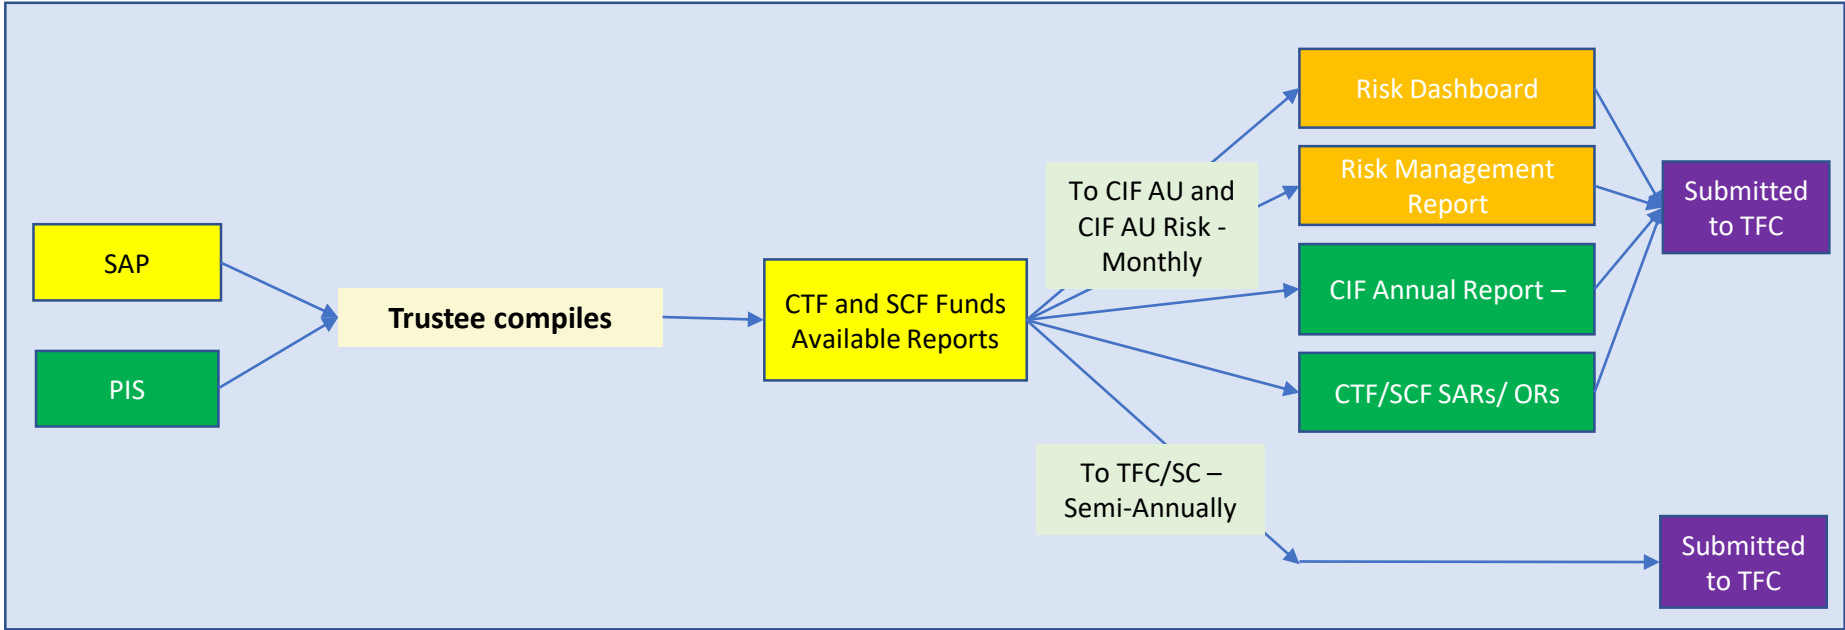 SAP
PIS
Trustee compiles
CTF and SCF Funds
Available Reports
To CIF AU and
CIF AU Risk -
Monthly
To TFC/SC –
Semi-Annually
Risk Dashboard
Risk Management
Report
CIF Annual Report –
CTF/SCF SARs/ ORs
Submitted
to TFC
Submitted
to TFC